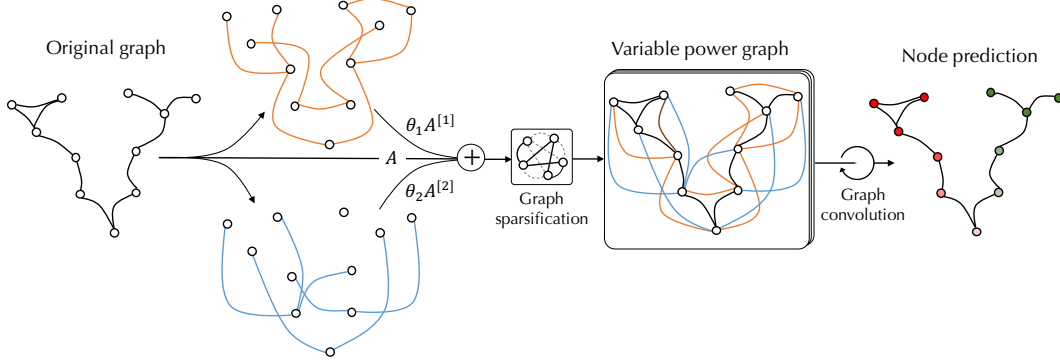 Original graph
θ₁A^[1]
A
θ₂A^[2]
+
Graph
sparsification
Variable power graph
Graph
convolution
Node prediction